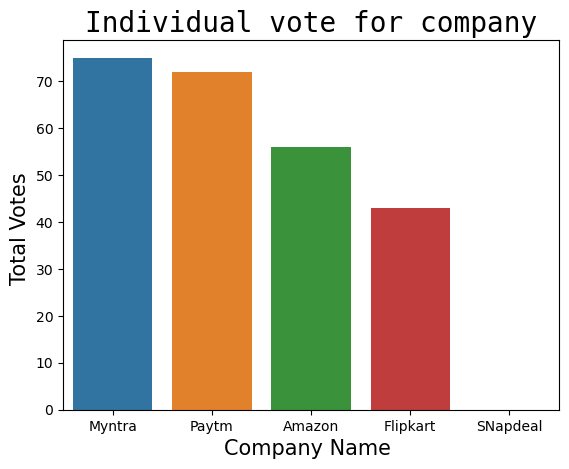 Individual vote for company
Total Votes
70
60
50
40
30
20
10
0
Myntra Paytm Amazon Flipkart SNapdeal
Company Name